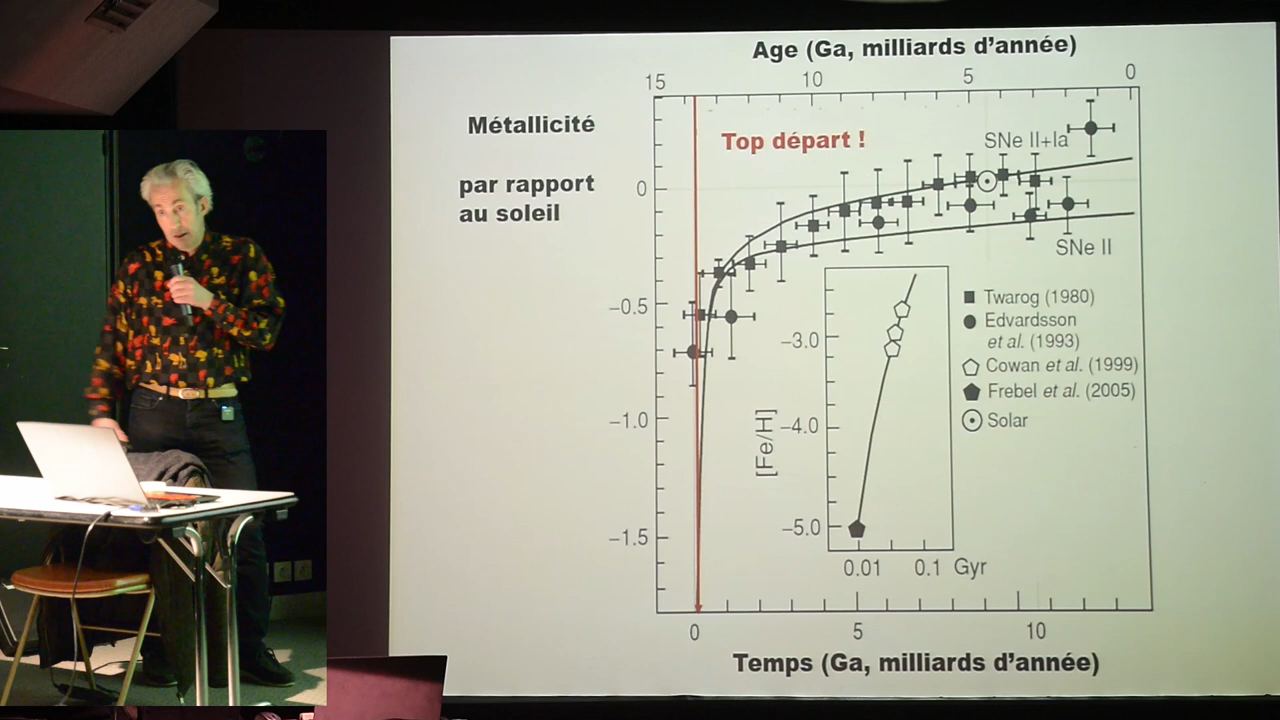 Age (Ga, milliards d'année)
15 10 5 0
Métallicité
par rapport
au soleil
Top départ !
SNe II+Ia
SNe II
0
−0.5
−1.0
−1.5
Twarog (1980)
Edvardsson
et al. (1993)
Cowan et al. (1999)
Frebel et al. (2005)
Solar
[Fe/H]
−3.0
−4.0
−5.0
0.01 0.1 Gyr
0 5 10
Temps (Ga, milliards d'année)